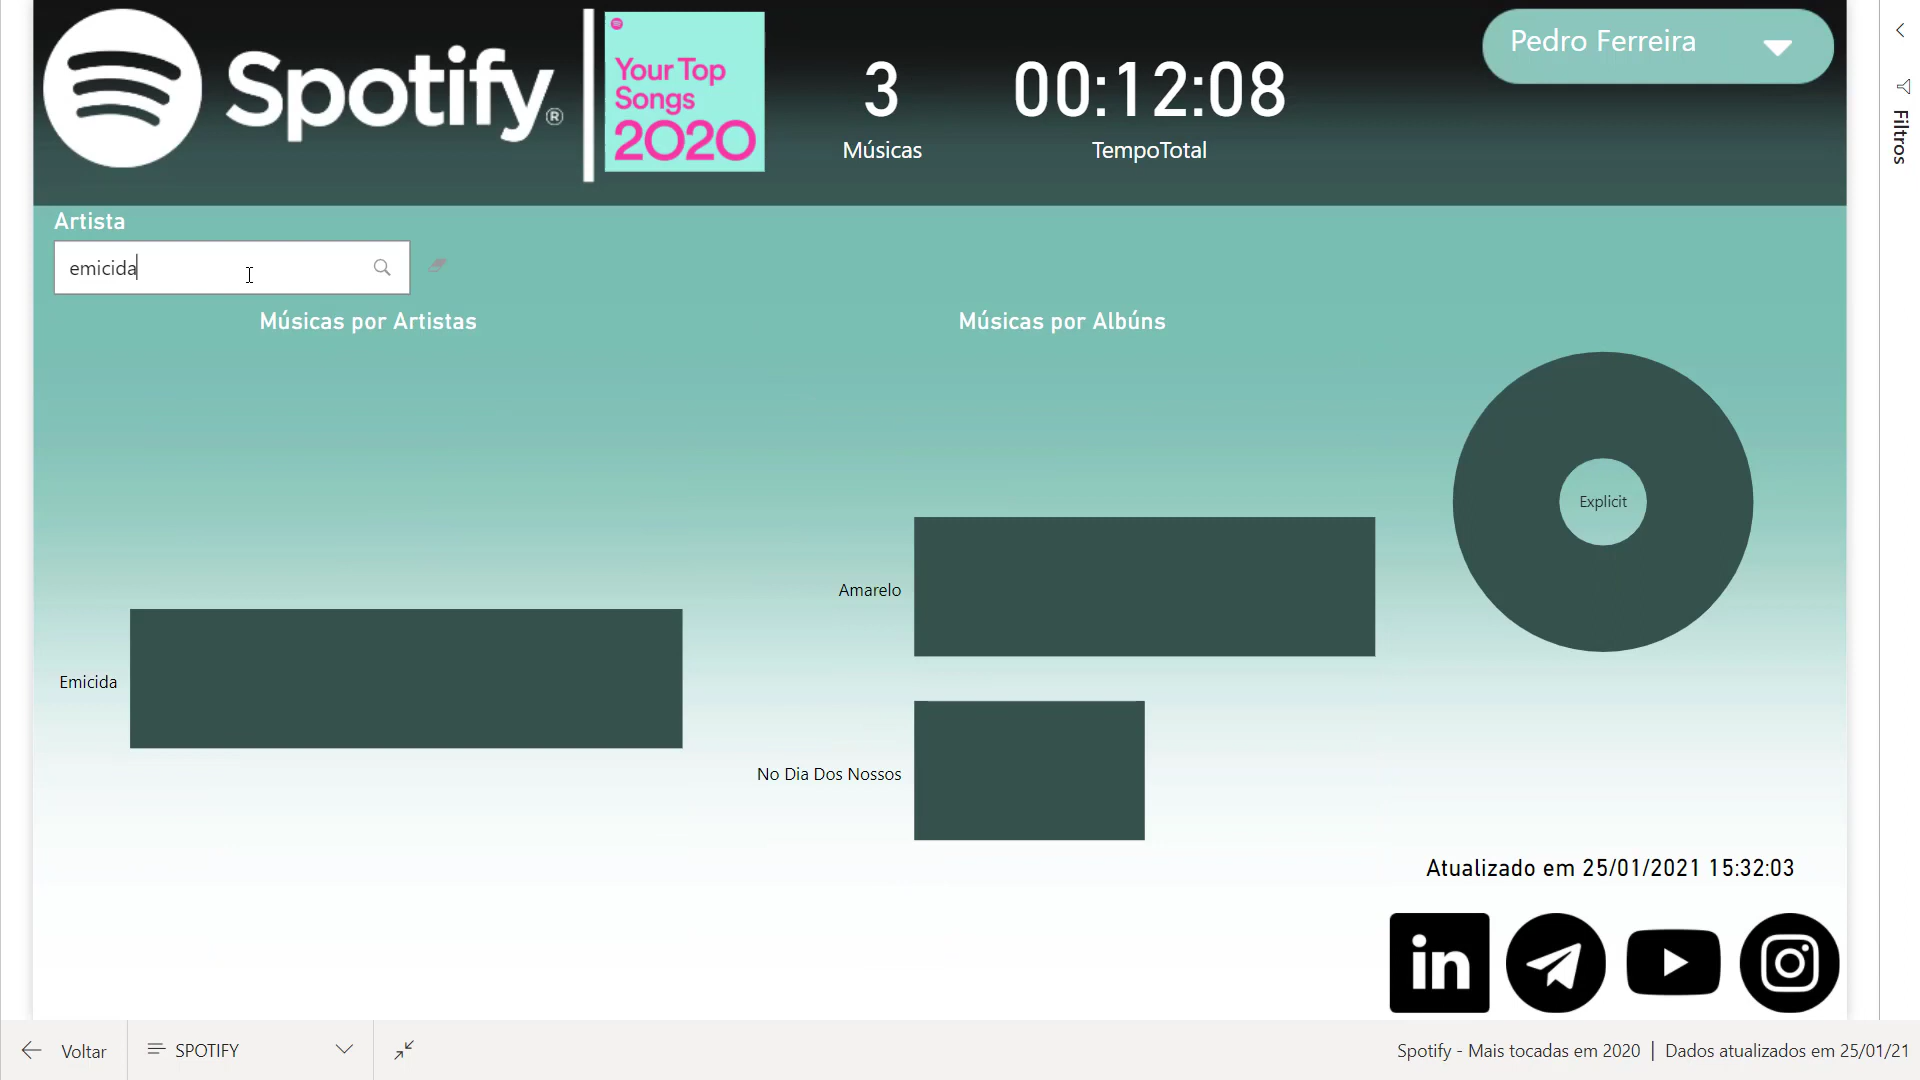 Spotify®
Your Top
Songs
2020
3
Músicas
00:12:08
TempoTotal
Pedro Ferreira
Filtros
Artista
emicida
Músicas por Artistas
Músicas por Albúns
Emicida
Amarelo
No Dia Dos Nossos
Explicit
Atualizado em 25/01/2021 15:32:03
in
Voltar
SPOTIFY
Spotify - Mais tocadas em 2020 | Dados atualizados em 25/01/21